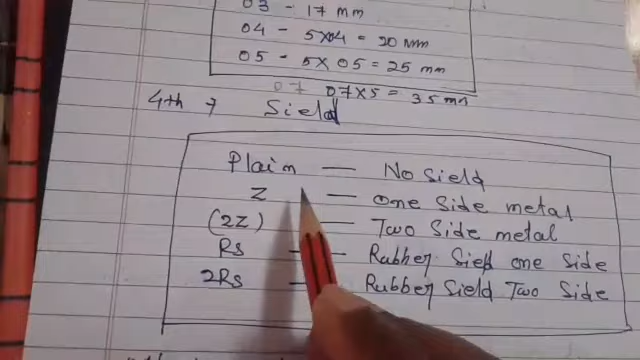 03 - 17 mm
04 - 5x04 = 20 mm
05 - 5x05 = 25 mm
07 07x5 = 35 mm
4th → Sield
Plain — No Sield
Z — One Side metal
(2Z) — Two Side metal
Rs — Rubber Sield one Side
2Rs — Rubber Sield Two Side